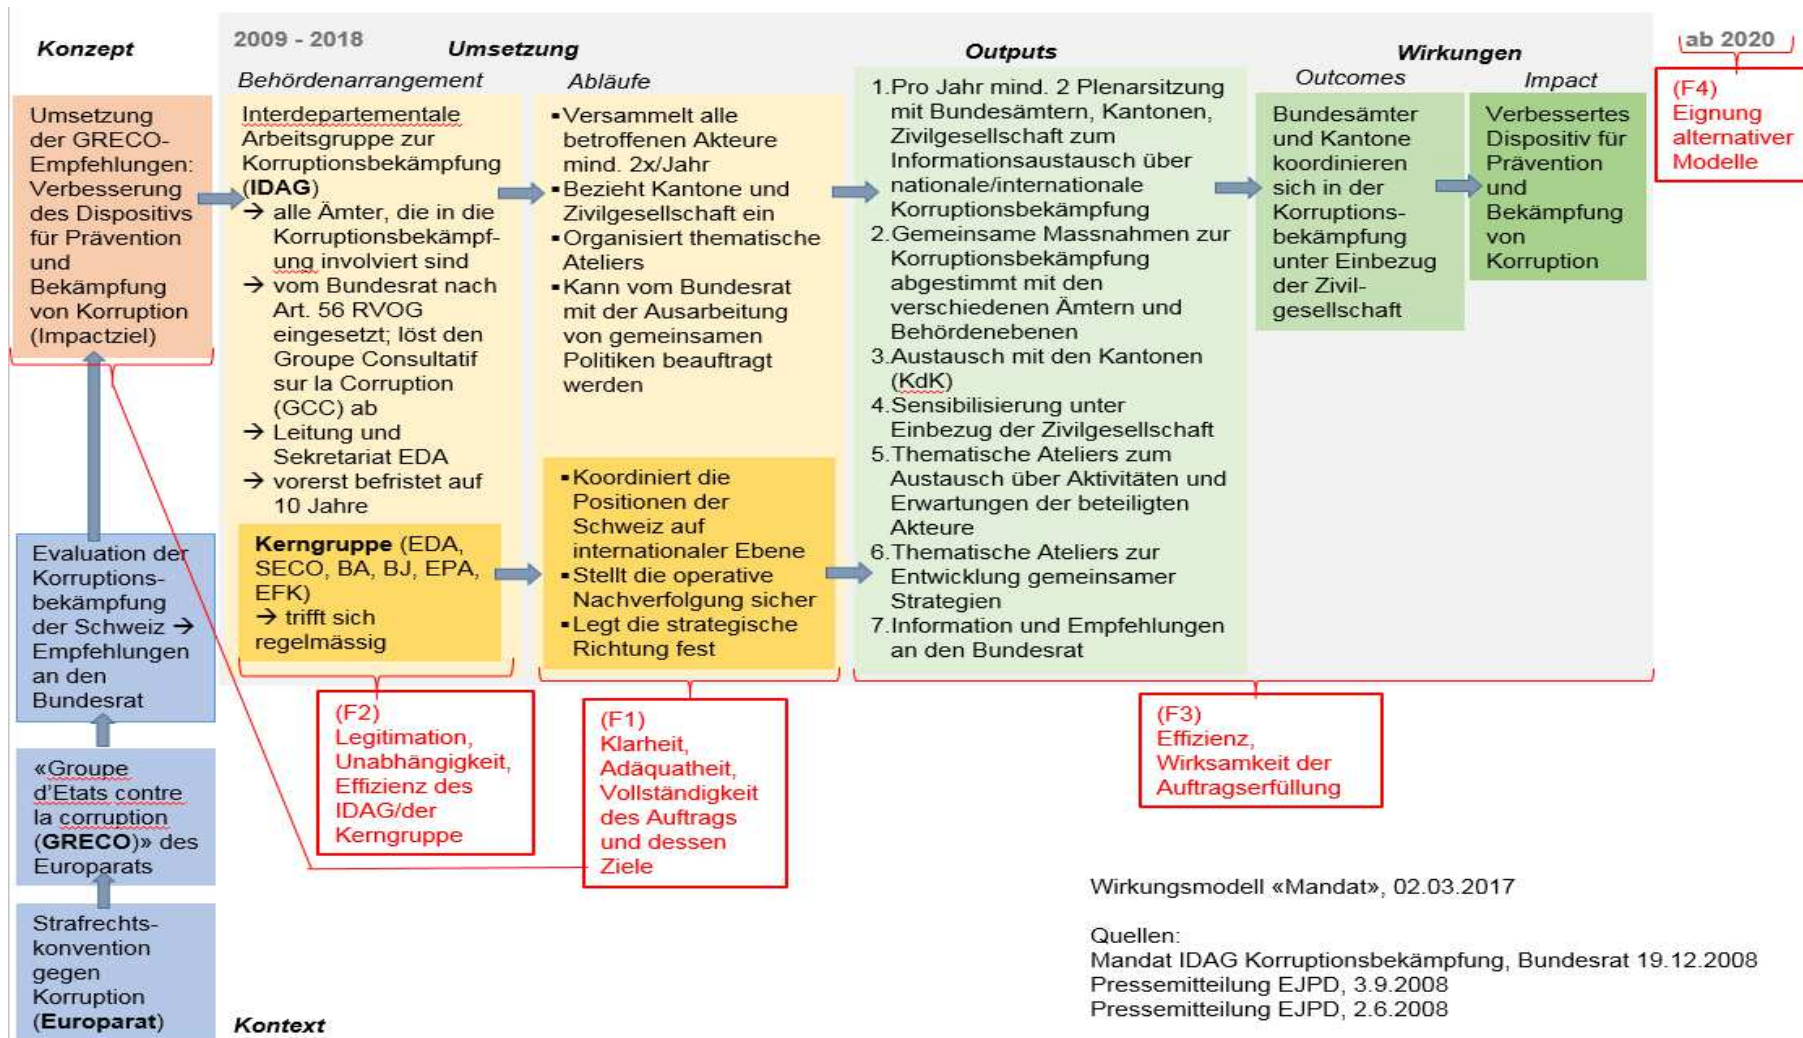 Konzept
Umsetzung
der GRECO-
Empfehlungen:
Verbesserung
des Dispositivs
für Prävention
und
Bekämpfung
von Korruption
(Impactziel)
Evaluation der
Korruptions-
bekämpfung
der Schweiz →
Empfehlungen
an den
Bundesrat
«Groupe
d'Etats contre
la corruption
(GRECO)» des
Europarats
Strafrechts-
konvention
gegen
Korruption
(Europarat)
Kontext
2009 - 2018
Umsetzung
Behördenarrangement
Interdepartementale
Arbeitsgruppe zur
Korruptionsbekämpfung
(IDAG)
→ alle Ämter, die in die
Korruptionsbekämpf-
ung involviert sind
→ vom Bundesrat nach
Art. 56 RVOG
eingesetzt; löst den
Groupe Consultatif
sur la Corruption
(GCC) ab
→ Leitung und
Sekretariat EDA
→ vorerst befristet auf
10 Jahre
Kerngruppe (EDA,
SECO, BA, BJ, EPA,
EFK)
→ trifft sich
regelmässig
Abläufe
▪Versammelt alle
betroffenen Akteure
mind. 2x/Jahr
▪Bezieht Kantone und
Zivilgesellschaft ein
▪Organisiert thematische
Ateliers
▪Kann vom Bundesrat
mit der Ausarbeitung
von gemeinsamen
Politiken beauftragt
werden
▪Koordiniert die
Positionen der
Schweiz auf
internationaler Ebene
▪Stellt die operative
Nachverfolgung sicher
▪Legt die strategische
Richtung fest
Outputs
1.Pro Jahr mind. 2 Plenarsitzung
mit Bundesämtern, Kantonen,
Zivilgesellschaft zum
Informationsaustausch über
nationale/internationale
Korruptionsbekämpfung
2.Gemeinsame Massnahmen zur
Korruptionsbekämpfung
abgestimmt mit den
verschiedenen Ämtern und
Behördenebenen
3.Austausch mit den Kantonen
(KdK)
4.Sensibilisierung unter
Einbezug der Zivilgesellschaft
5.Thematische Ateliers zum
Austausch über Aktivitäten und
Erwartungen der beteiligten
Akteure
6.Thematische Ateliers zur
Entwicklung gemeinsamer
Strategien
7.Information und Empfehlungen
an den Bundesrat
Wirkungen
Outcomes
Bundesämter
und Kantone
koordinieren
sich in der
Korruptions-
bekämpfung
unter Einbezug
der Zivil-
gesellschaft
Impact
Verbessertes
Dispositiv für
Prävention
und
Bekämpfung
von
Korruption
ab 2020
(F4)
Eignung
alternativer
Modelle
(F2)
Legitimation,
Unabhängigkeit,
Effizienz des
IDAG/der
Kerngruppe
(F1)
Klarheit,
Adäquatheit,
Vollständigkeit
des Auftrags
und dessen
Ziele
(F3)
Effizienz,
Wirksamkeit der
Auftragserfüllung
Wirkungsmodell «Mandat», 02.03.2017
Quellen:
Mandat IDAG Korruptionsbekämpfung, Bundesrat 19.12.2008
Pressemitteilung EJPD, 3.9.2008
Pressemitteilung EJPD, 2.6.2008